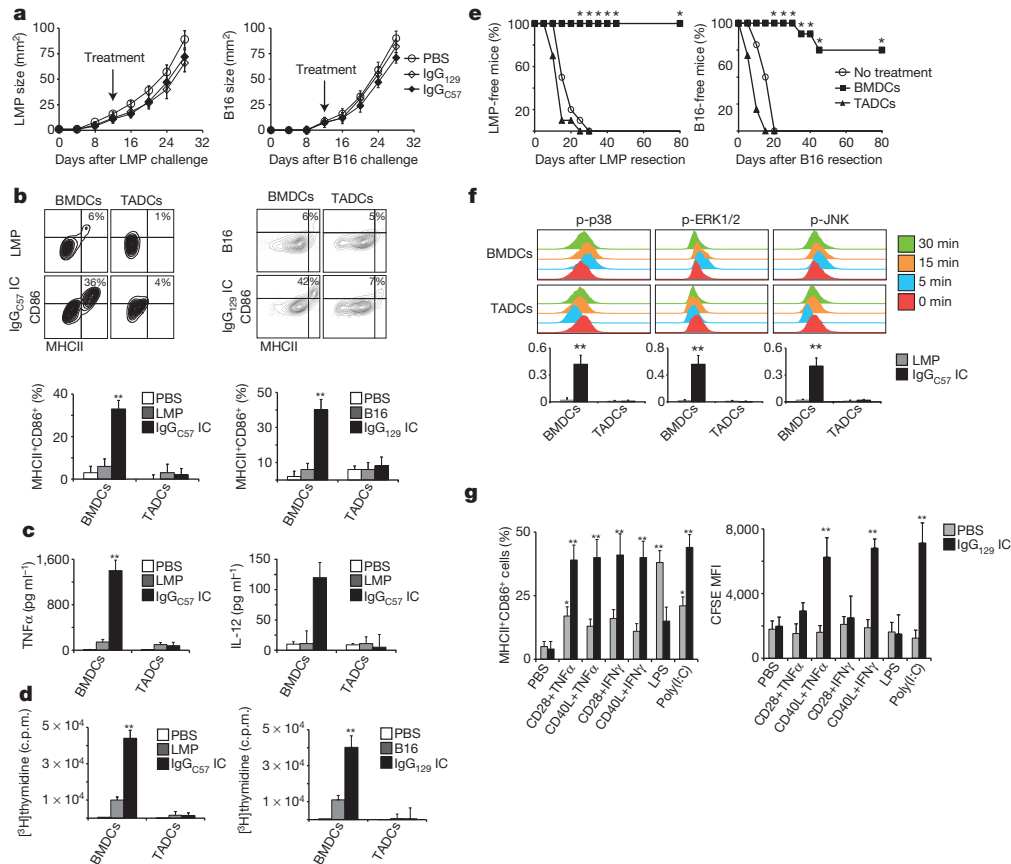 a
LMP size (mm²)
100
75
50
25
0
Treatment
0 8 16 24 32
Days after LMP challenge
B16 size (mm²)
100
75
50
25
0
Treatment
0 8 16 24 32
Days after B16 challenge
PBS
IgG129
IgGC57
b
BMDCs TADCs
LMP
6% 1%
IgGC57 IC
CD86
36% 4%
MHCII
BMDCs TADCs
B16
6% 5%
IgG129 IC
CD86
42% 7%
MHCII
MHCII⁺CD86⁺ (%)
40
20
0
PBS
LMP
IgGC57 IC
**
BMDCs
TADCs
MHCII⁺CD86⁺ (%)
50
30
10
PBS
B16
IgG129 IC
**
BMDCs
TADCs
c
TNFα (pg ml⁻¹)
1,600
800
0
PBS
LMP
IgGC57 IC
**
BMDCs
TADCs
IL-12 (pg ml⁻¹)
150
100
50
0
PBS
LMP
IgGC57 IC
BMDCs
TADCs
d
[³H]thymidine (c.p.m.)
5 × 10⁴
3 × 10⁴
1 × 10⁴
PBS
LMP
IgGC57 IC
**
BMDCs
TADCs
[³H]thymidine (c.p.m.)
5 × 10⁴
3 × 10⁴
1 × 10⁴
PBS
B16
IgG129 IC
**
BMDCs
TADCs
e
LMP-free mice (%)
100
80
60
40
20
* * * * * *
0 20 40 60 80
Days after LMP resection
B16-free mice (%)
100
80
60
40
20
* * * * * * *
0 20 40 60 80
Days after B16 resection
No treatment
BMDCs
TADCs
f
p-p38 p-ERK1/2 p-JNK
BMDCs
TADCs
30 min
15 min
5 min
0 min
0.6
0.3
0
**
BMDCs
TADCs
0.8
0.4
0
**
BMDCs
TADCs
0.6
0.3
0
**
BMDCs
TADCs
LMP
IgGC57 IC
g
MHCII⁺CD86⁺ cells (%)
50
25
0
* ** ** ** ** ** * **
PBS
CD28+TNFα
CD40L+TNFα
CD28+IFNγ
CD40L+IFNγ
LPS
Poly(I:C)
CFSE MFI
8,000
6,000
4,000
2,000
0
** ** **
PBS
CD28+TNFα
CD40L+TNFα
CD28+IFNγ
CD40L+IFNγ
LPS
Poly(I:C)
PBS
IgG129 IC